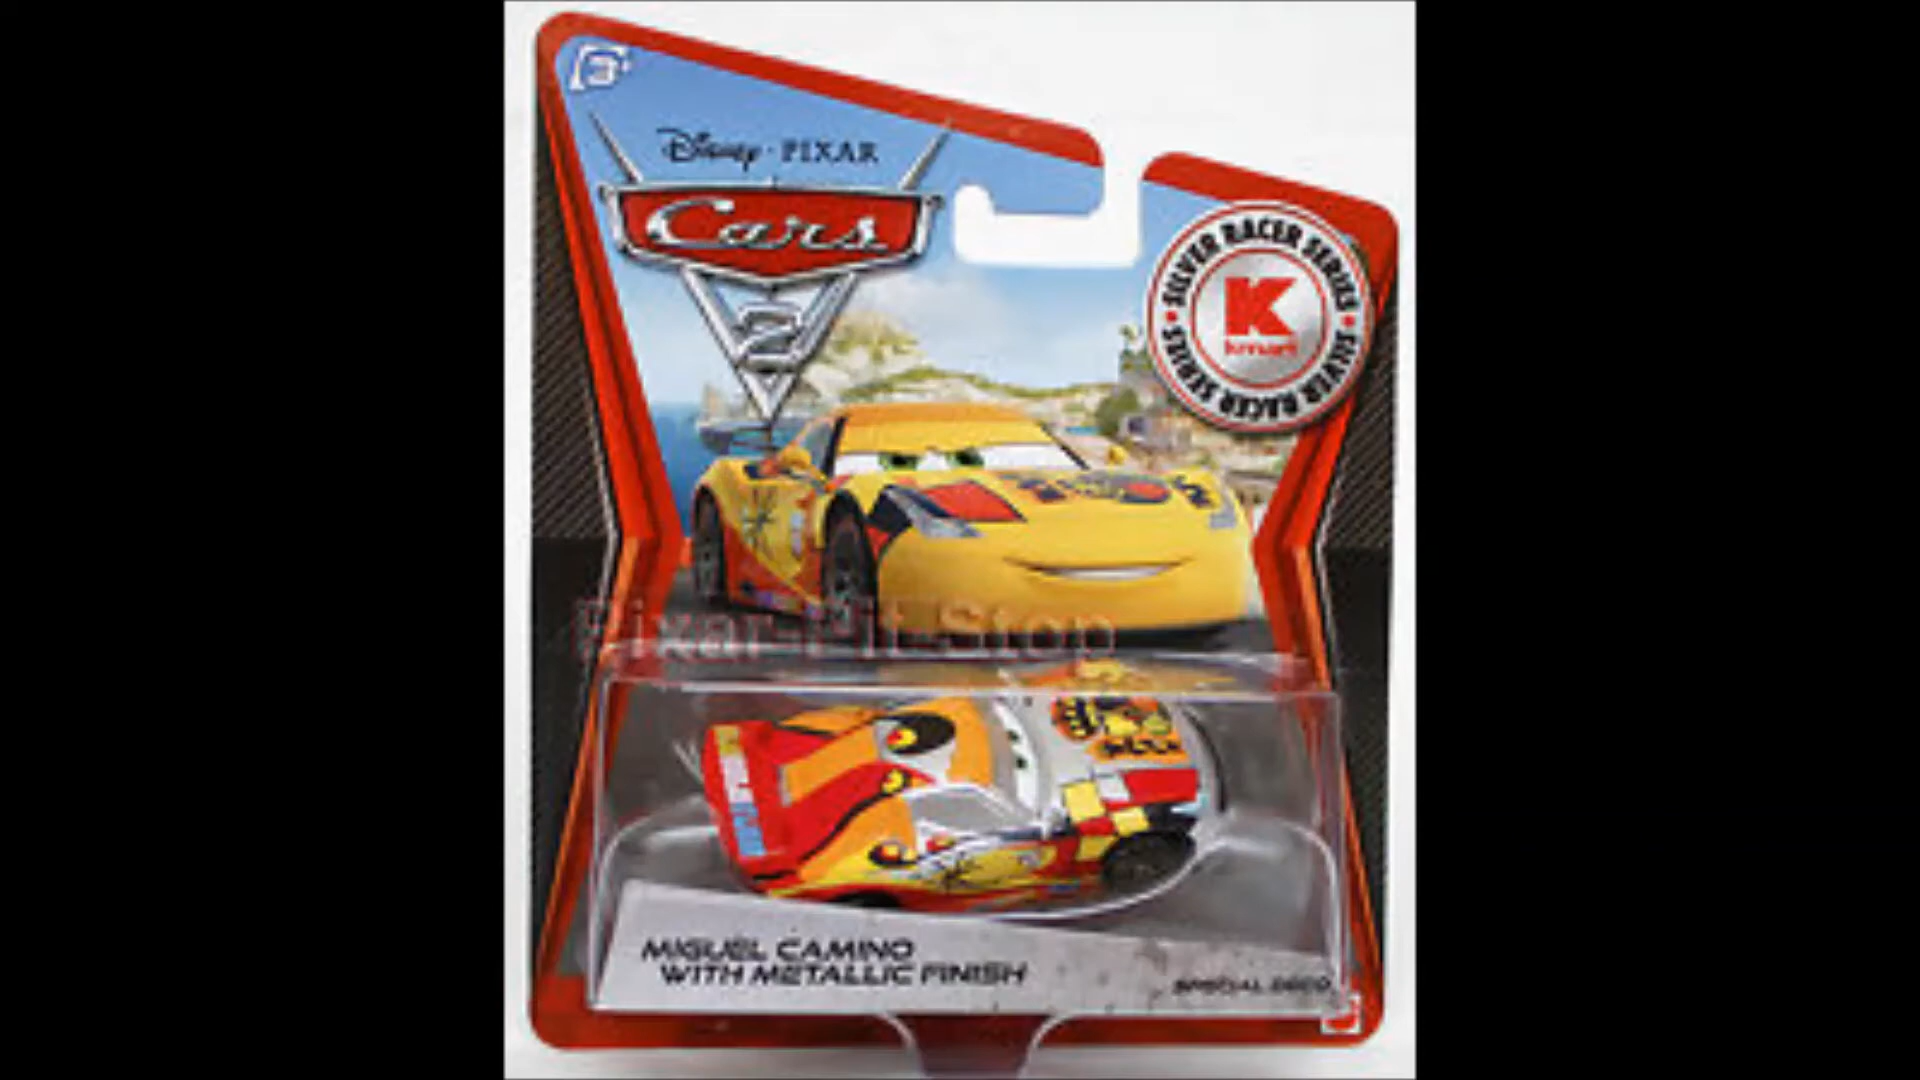 3+
Disney · PIXAR
Cars
2
SILVER RACER SERIES • SILVER RACER SERIES •
K
kmart
Pixar-Pit-Stop
MIGUEL CAMINO
WITH METALLIC FINISH
SPECIAL DECO